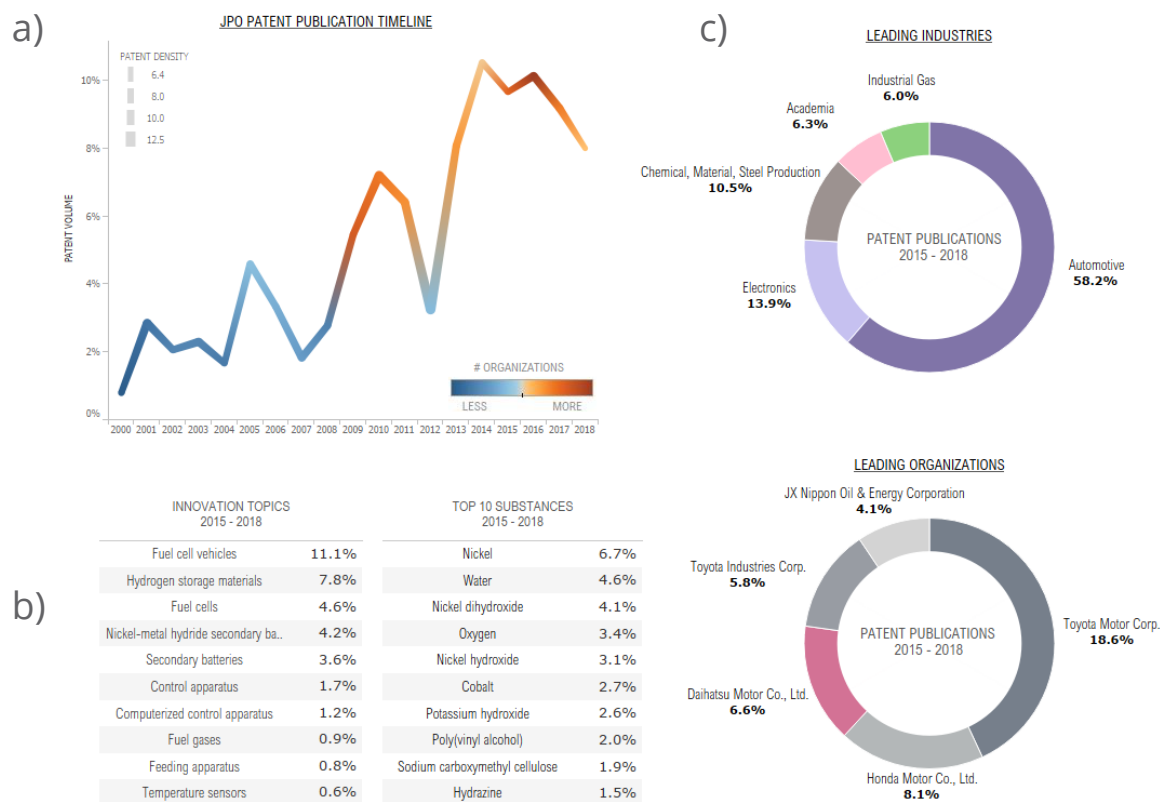 a)
JPO PATENT PUBLICATION TIMELINE
PATENT DENSITY
6.4
8.0
10.0
12.5
PATENT VOLUME
10%
8%
6%
4%
2%
0%
# ORGANIZATIONS
LESS MORE
2000 2001 2002 2003 2004 2005 2006 2007 2008 2009 2010 2011 2012 2013 2014 2015 2016 2017 2018
b)
INNOVATION TOPICS
2015 - 2018
Fuel cell vehicles 11.1%
Hydrogen storage materials 7.8%
Fuel cells 4.6%
Nickel-metal hydride secondary ba.. 4.2%
Secondary batteries 3.6%
Control apparatus 1.7%
Computerized control apparatus 1.2%
Fuel gases 0.9%
Feeding apparatus 0.8%
Temperature sensors 0.6%
TOP 10 SUBSTANCES
2015 - 2018
Nickel 6.7%
Water 4.6%
Nickel dihydroxide 4.1%
Oxygen 3.4%
Nickel hydroxide 3.1%
Cobalt 2.7%
Potassium hydroxide 2.6%
Poly(vinyl alcohol) 2.0%
Sodium carboxymethyl cellulose 1.9%
Hydrazine 1.5%
c)
LEADING INDUSTRIES
Industrial Gas
6.0%
Academia
6.3%
Chemical, Material, Steel Production
10.5%
Electronics
13.9%
Automotive
58.2%
PATENT PUBLICATIONS
2015 - 2018
LEADING ORGANIZATIONS
JX Nippon Oil & Energy Corporation
4.1%
Toyota Industries Corp.
5.8%
Daihatsu Motor Co., Ltd.
6.6%
Honda Motor Co., Ltd.
8.1%
Toyota Motor Corp.
18.6%
PATENT PUBLICATIONS
2015 - 2018